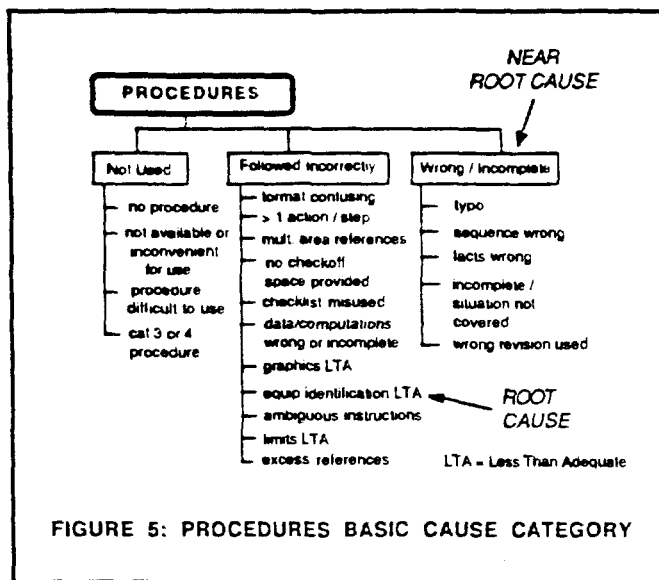 NEAR
ROOT CAUSE
PROCEDURES
Not Used
Followed Incorrectly
Wrong / Incomplete
no procedure
not available or
inconvenient
for use
procedure
difficult to use
cat 3 or 4
procedure
format confusing
> 1 action / step
mult. area references
no checkoff
space provided
checklist misused
data/computations
wrong or incomplete
graphics LTA
equip identification LTA
ambiguous instructions
limits LTA
excess references
typo
sequence wrong
facts wrong
incomplete /
situation not
covered
wrong revision used
ROOT
CAUSE
LTA = Less Than Adequate
FIGURE 5: PROCEDURES BASIC CAUSE CATEGORY